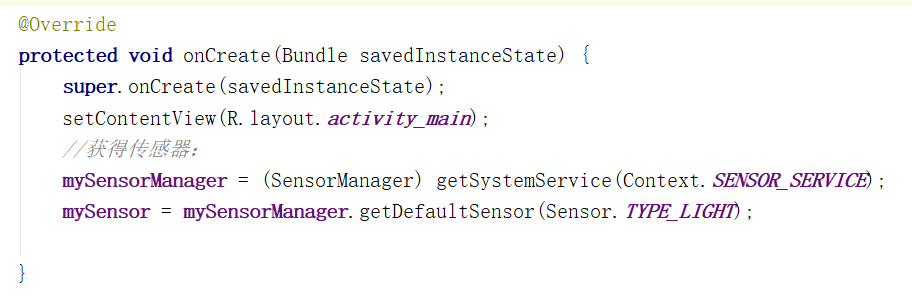 @Override
protected void onCreate(Bundle savedInstanceState) {
super.onCreate(savedInstanceState);
setContentView(R.layout.activity_main);
//获得传感器:
mySensorManager = (SensorManager) getSystemService(Context.SENSOR_SERVICE);
mySensor = mySensorManager.getDefaultSensor(Sensor.TYPE_LIGHT);
}